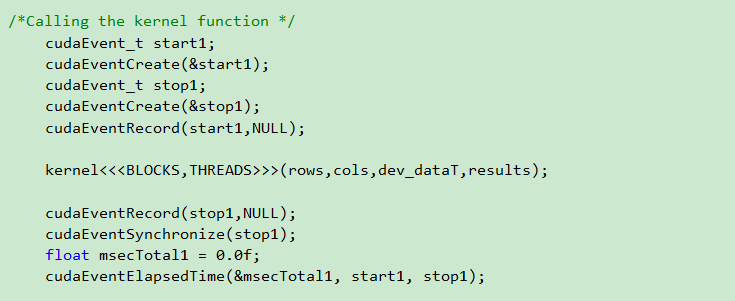 /*Calling the kernel function */
cudaEvent_t start1;
cudaEventCreate(&start1);
cudaEvent_t stop1;
cudaEventCreate(&stop1);
cudaEventRecord(start1,NULL);
kernel<<<BLOCKS,THREADS>>>(rows,cols,dev_dataT,results);
cudaEventRecord(stop1,NULL);
cudaEventSynchronize(stop1);
float msecTotal1 = 0.0f;
cudaEventElapsedTime(&msecTotal1, start1, stop1);